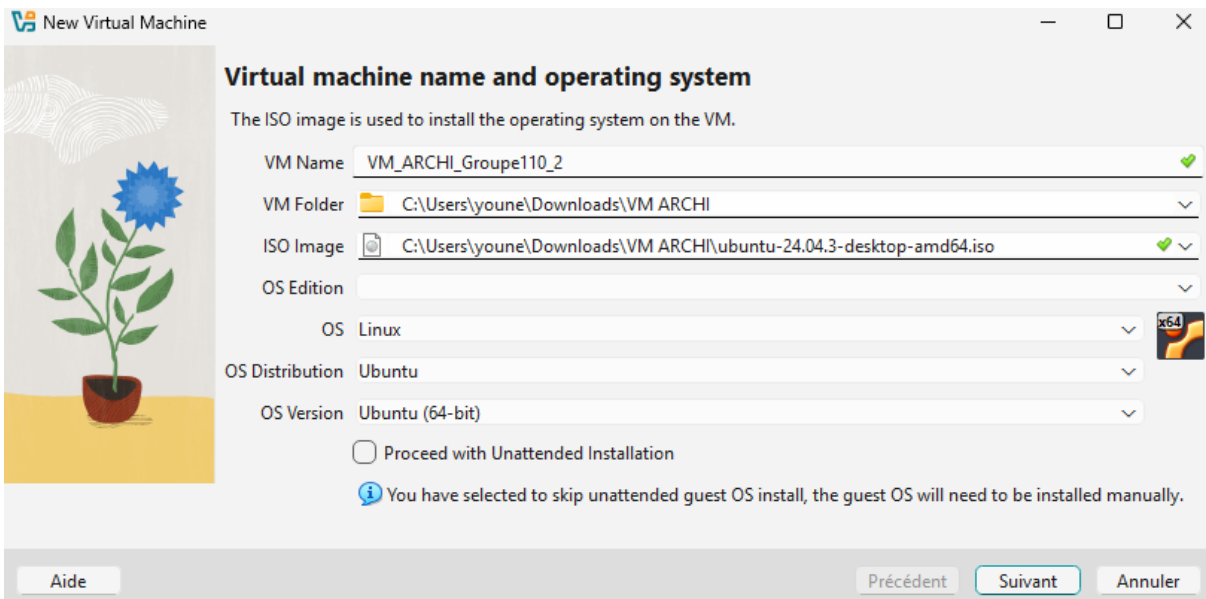 New Virtual Machine
Virtual machine name and operating system
The ISO image is used to install the operating system on the VM.
VM Name VM_ARCHI_Groupe110_2
VM Folder C:\Users\youne\Downloads\VM ARCHI
ISO Image C:\Users\youne\Downloads\VM ARCHI\ubuntu-24.04.3-desktop-amd64.iso
OS Edition
OS Linux
x64
OS Distribution Ubuntu
OS Version Ubuntu (64-bit)
Proceed with Unattended Installation
You have selected to skip unattended guest OS install, the guest OS will need to be installed manually.
Aide Précédent Suivant Annuler